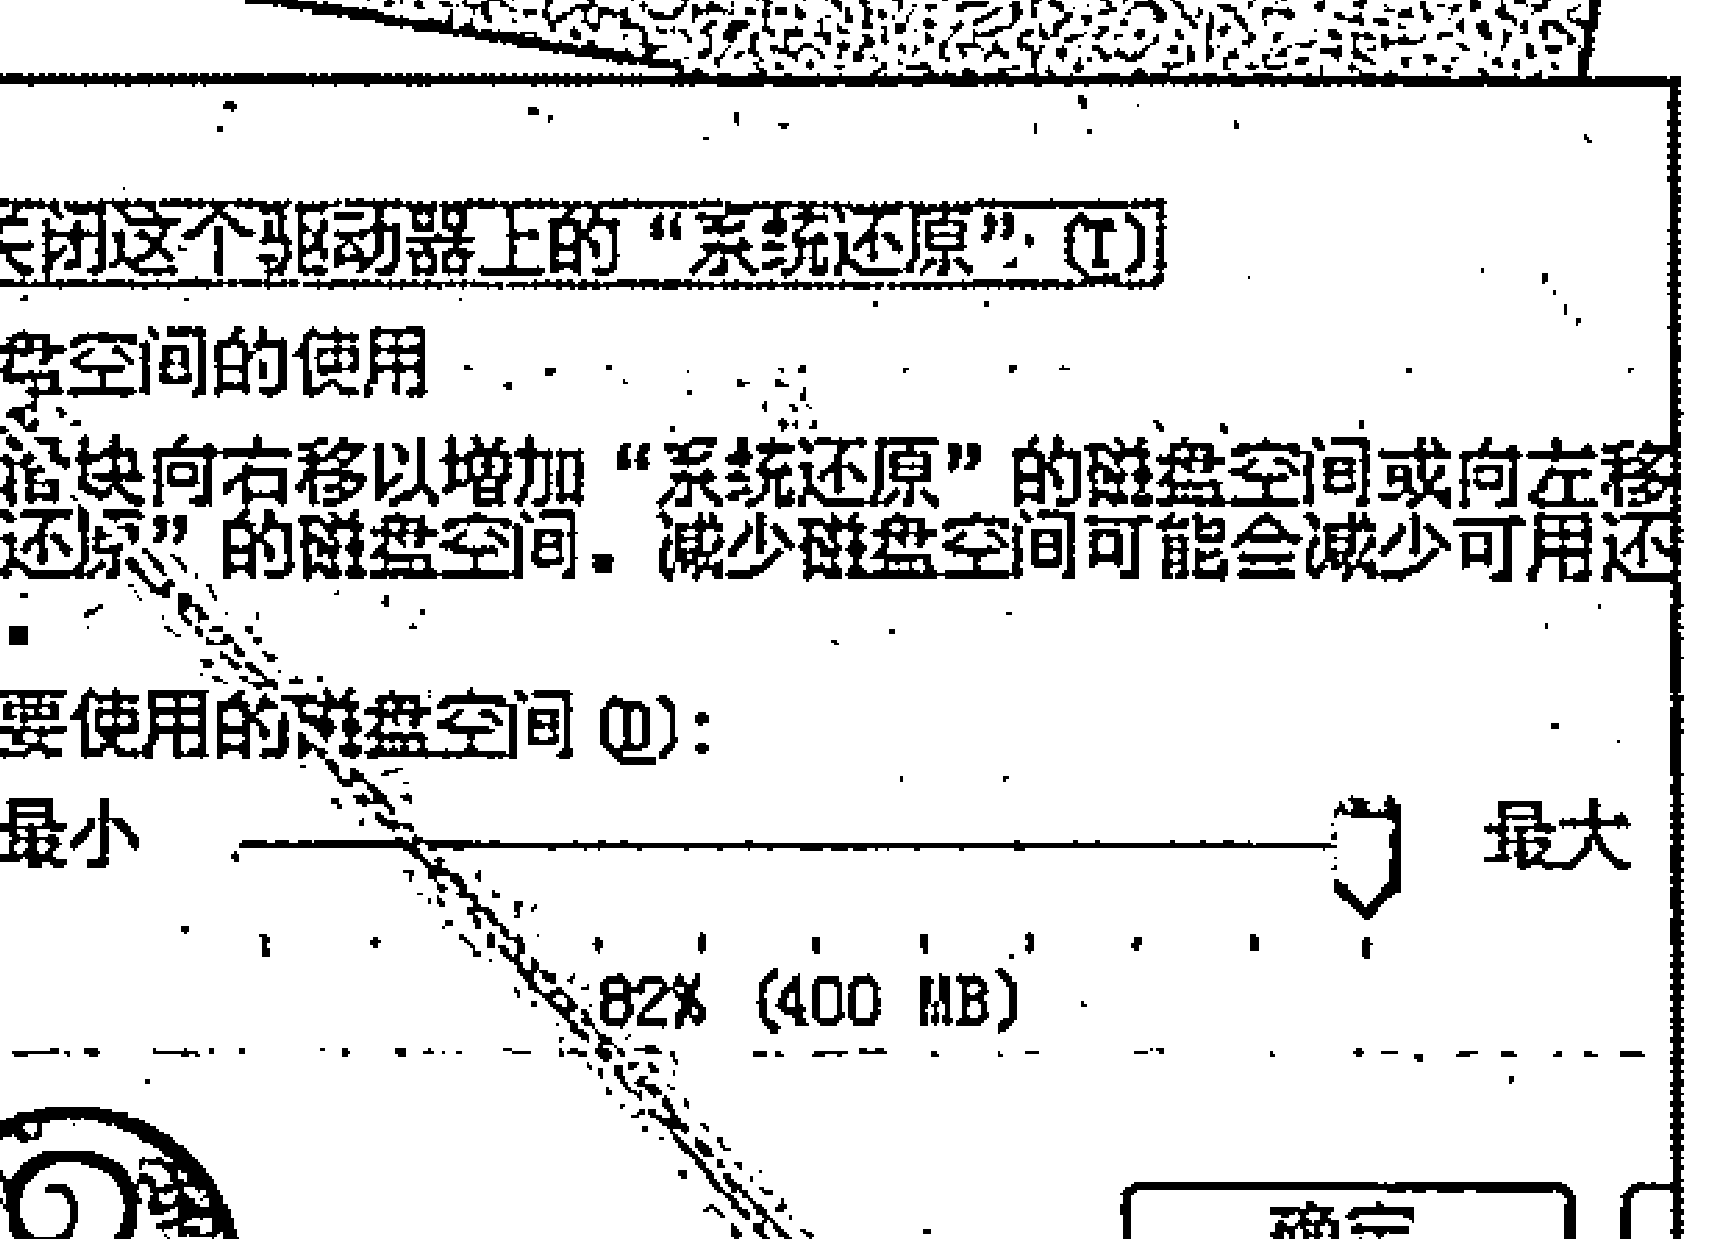 关闭这个驱动器上的 “系统还原” (T)
盘空间的使用
滑块向右移以增加 “系统还原” 的磁盘空间或向左移
还原” 的磁盘空间. 减少磁盘空间可能会减少可用还
.
要使用的磁盘空间 (D):
最小 最大
82% (400 MB)
确定